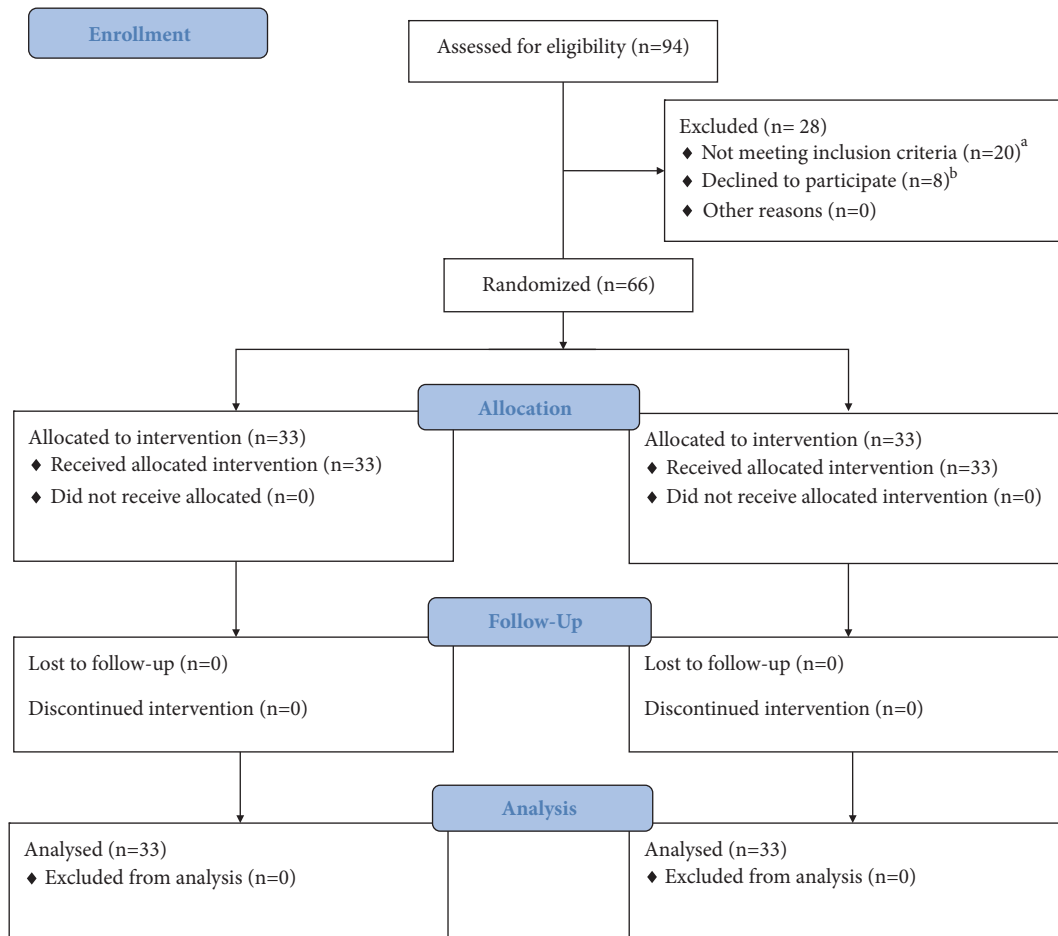 Enrollment
Assessed for eligibility (n=94)
Excluded (n= 28)
♦ Not meeting inclusion criteria (n=20)a
♦ Declined to participate (n=8)b
♦ Other reasons (n=0)
Randomized (n=66)
Allocation
Allocated to intervention (n=33)
♦ Received allocated intervention (n=33)
♦ Did not receive allocated (n=0)
Allocated to intervention (n=33)
♦ Received allocated intervention (n=33)
♦ Did not receive allocated intervention (n=0)
Follow-Up
Lost to follow-up (n=0)
Discontinued intervention (n=0)
Lost to follow-up (n=0)
Discontinued intervention (n=0)
Analysis
Analysed (n=33)
♦ Excluded from analysis (n=0)
Analysed (n=33)
♦ Excluded from analysis (n=0)